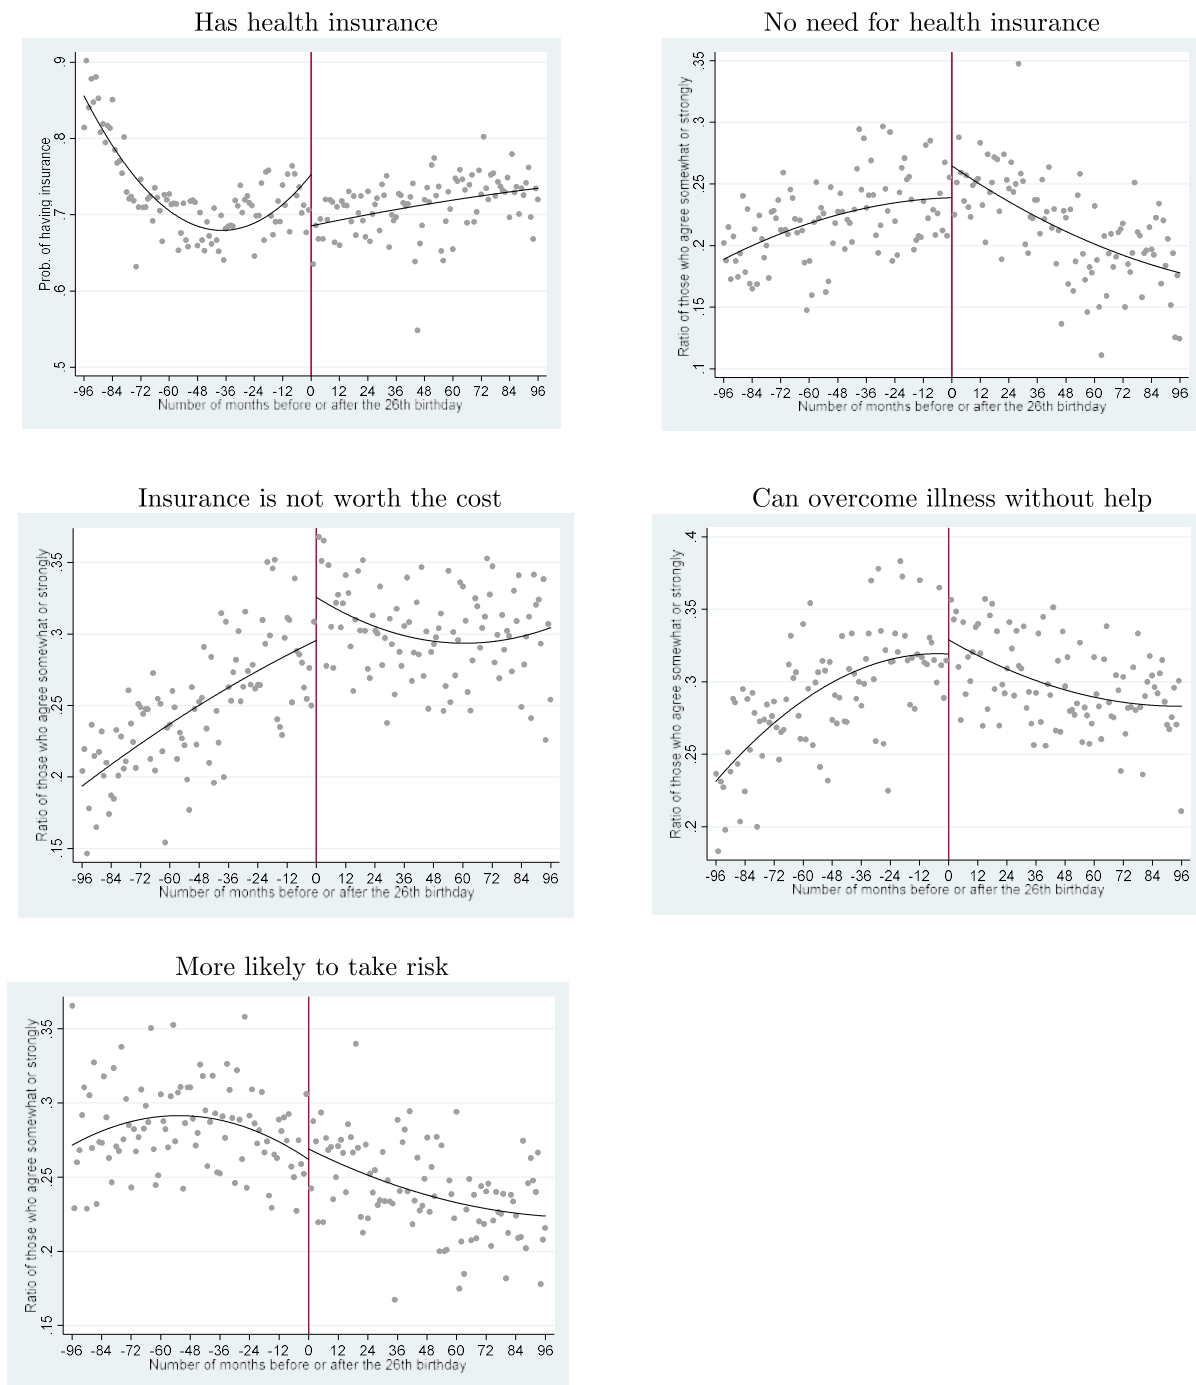 Has health insurance
Prob. of having insurance
.9
.8
.7
.6
.5
-96 -84 -72 -60 -48 -36 -24 -12 0 12 24 36 48 60 72 84 96
Number of months before or after the 26th birthday
No need for health insurance
Ratio of those who agree somewhat or strongly
.35
.3
.25
.2
.15
.1
-96 -84 -72 -60 -48 -36 -24 -12 0 12 24 36 48 60 72 84 96
Number of months before or after the 26th birthday
Insurance is not worth the cost
Ratio of those who agree somewhat or strongly
.35
.3
.25
.2
.15
-96 -84 -72 -60 -48 -36 -24 -12 0 12 24 36 48 60 72 84 96
Number of months before or after the 26th birthday
Can overcome illness without help
Ratio of those who agree somewhat or strongly
.4
.35
.3
.25
.2
-96 -84 -72 -60 -48 -36 -24 -12 0 12 24 36 48 60 72 84 96
Number of months before or after the 26th birthday
More likely to take risk
Ratio of those who agree somewhat or strongly
.35
.3
.25
.2
.15
-96 -84 -72 -60 -48 -36 -24 -12 0 12 24 36 48 60 72 84 96
Number of months before or after the 26th birthday